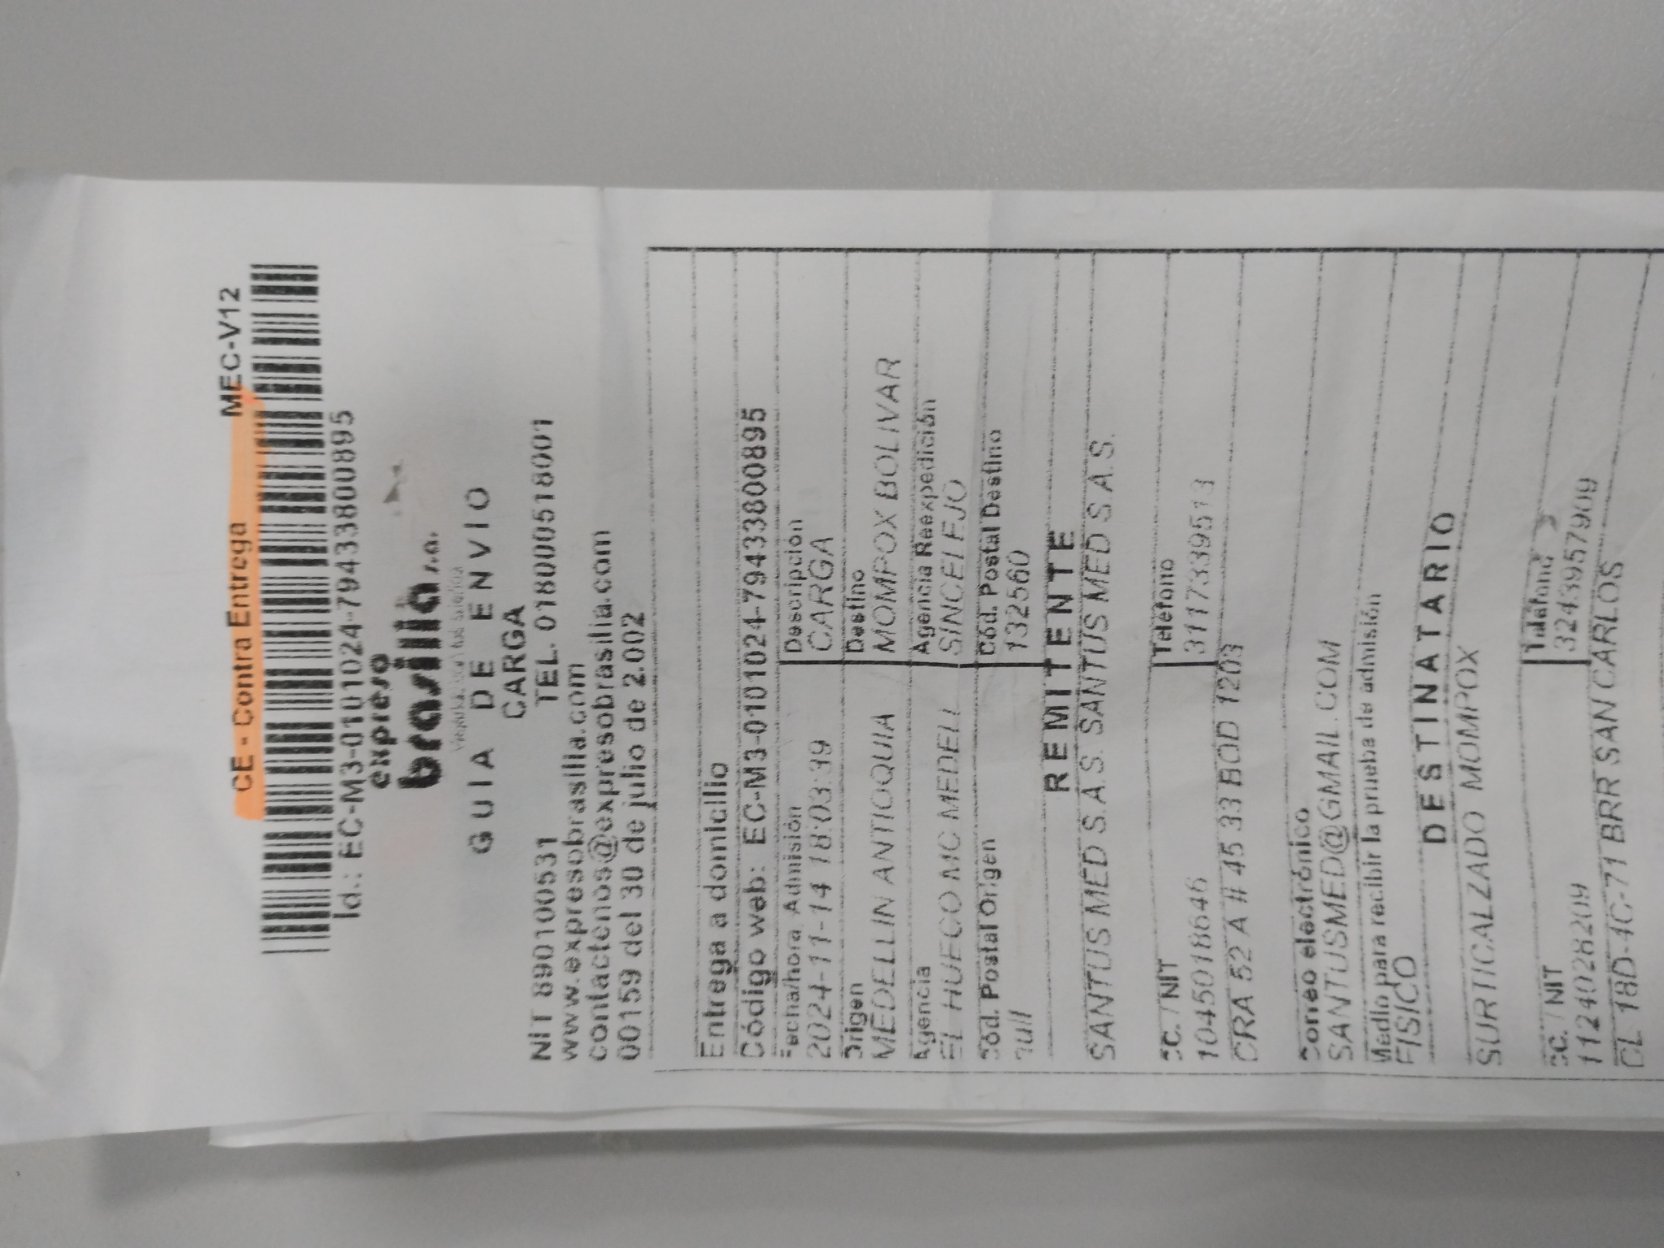 CE - Contra Entrega MEC-V12
Id.: EC-M3-0101024-79433800895
expreso
brasilia s.a.
GUIA DE ENVIO
CARGA
NIT 890100531 TEL. 018000518001
www.expresobrasilia.com
contactenos@expresobrasilia.com
00159 del 30 de julio de 2.002
Entrega a domicilio
Código web: EC-M3-0101024-79433800895
Fecha/hora Admisión Descripción
2024-11-14 18:03:39 CARGA
Origen Destino
MEDELLIN ANTIOQUIA MOMPOX BOLIVAR
Agencia Agencia Reexpedición
EL HUECO MC MEDELL SINCELEJO
Cód. Postal Origen Cód. Postal Destino
null 132560
REMITENTE
SANTUS MED S.A.S. SANTUS MED S.A.S.
CC. / NIT Teléfono
1045018646 3117339513
CRA 52 A # 45 33 BOD 1203
Correo electrónico
SANTUSMED@GMAIL.COM
Medio para recibir la prueba de admisión
FISICO
DESTINATARIO
SURTICALZADO MOMPOX
CC. / NIT Teléfono
1124028209 3243957909
CL 18D-4C-71 BRR SAN CARLOS